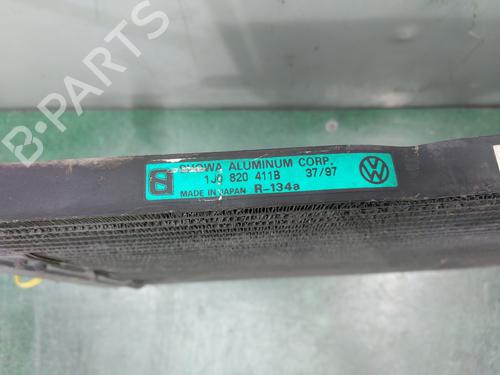 SHOWA ALUMINUM CORP.
1J0 820 411B 37/97
MADE IN JAPAN R-134a
B-PARTS